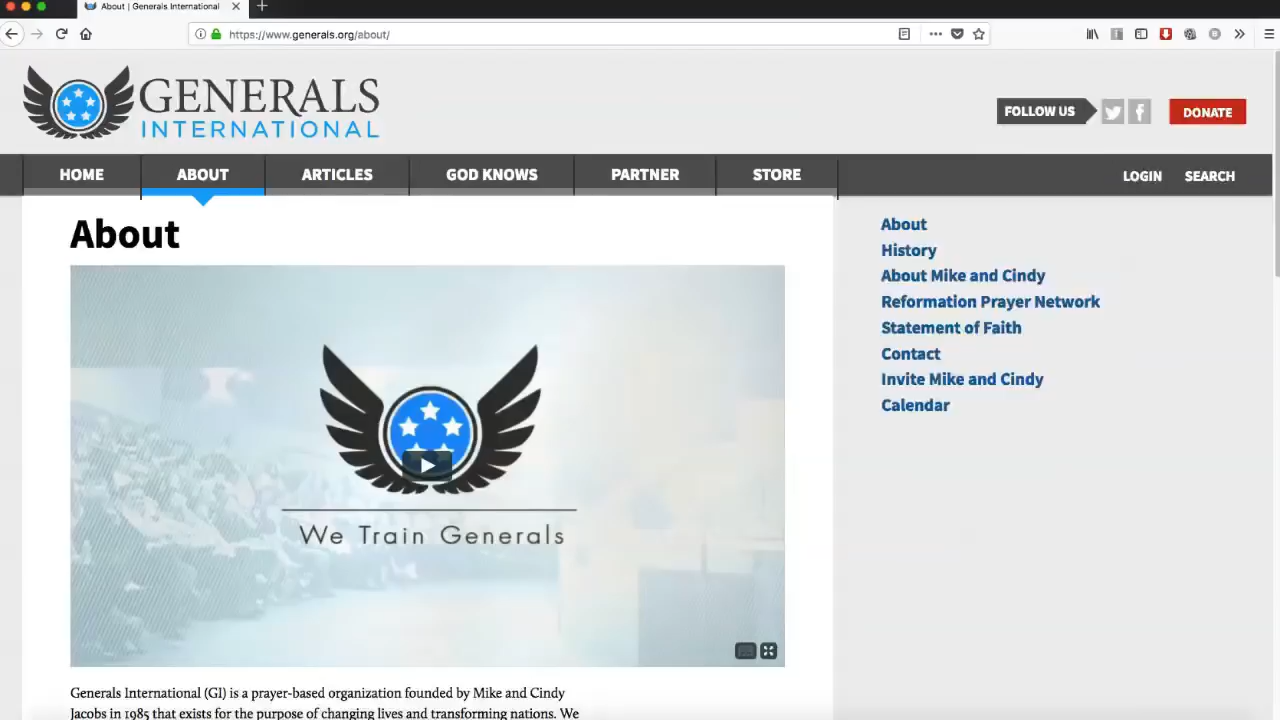 About | Generals International
https://www.generals.org/about/
GENERALS
INTERNATIONAL
FOLLOW US
DONATE
HOME
ABOUT
ARTICLES
GOD KNOWS
PARTNER
STORE
LOGIN
SEARCH
About
We Train Generals
Generals International (GI) is a prayer-based organization founded by Mike and Cindy
Jacobs in 1985 that exists for the purpose of changing lives and transforming nations. We
About
History
About Mike and Cindy
Reformation Prayer Network
Statement of Faith
Contact
Invite Mike and Cindy
Calendar